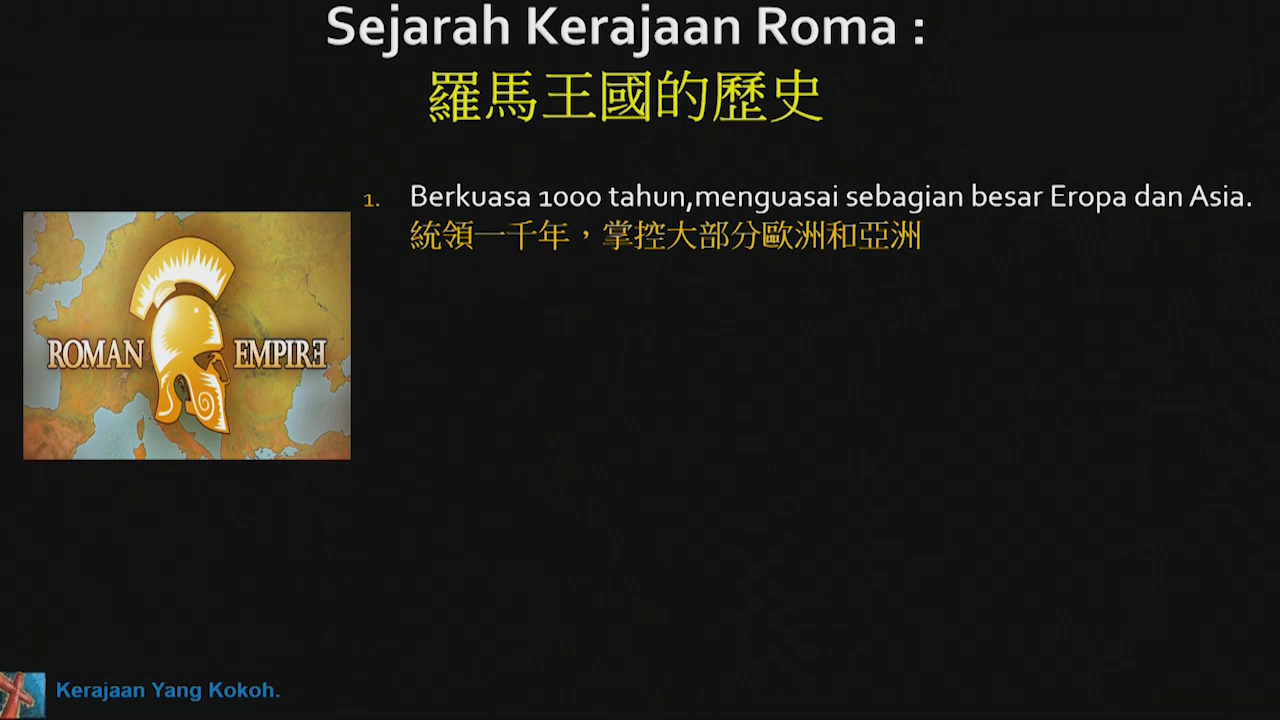 Sejarah Kerajaan Roma :
羅馬王國的歷史
1. Berkuasa 1000 tahun,menguasai sebagian besar Eropa dan Asia.
統領一千年，掌控大部分歐洲和亞洲
ROMAN EMPIRE
Kerajaan Yang Kokoh.